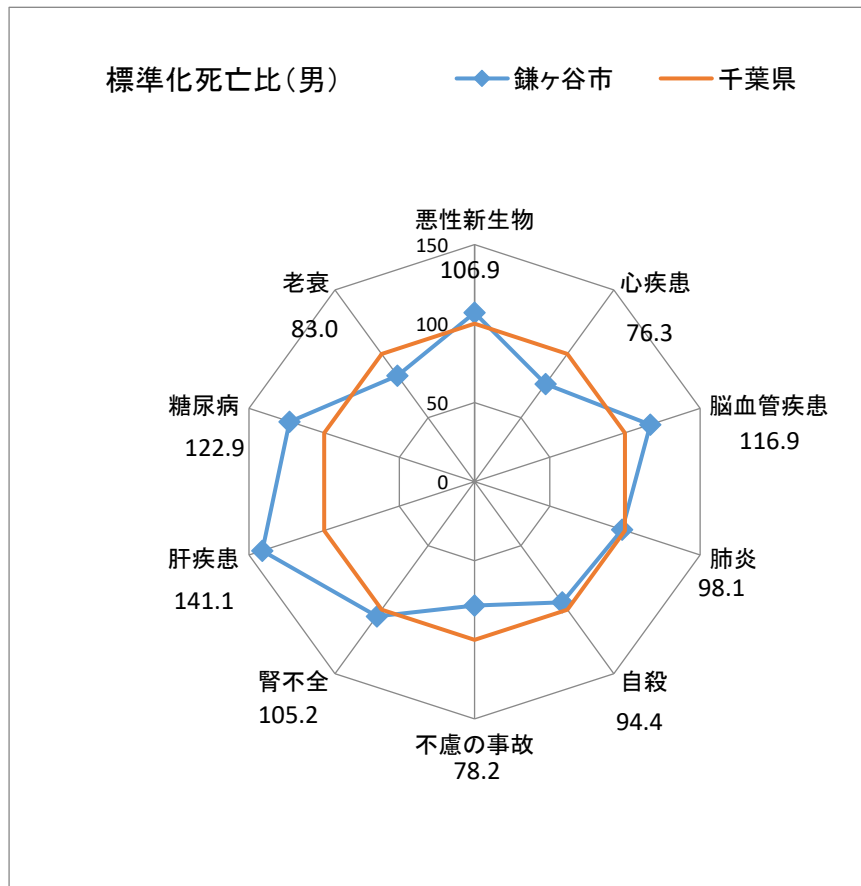 標準化死亡比(男)
鎌ヶ谷市
千葉県
悪性新生物
150
106.9
心疾患
76.3
老衰
83.0
100
脳血管疾患
116.9
糖尿病
122.9
50
0
肺炎
98.1
肝疾患
141.1
自殺
94.4
腎不全
105.2
不慮の事故
78.2